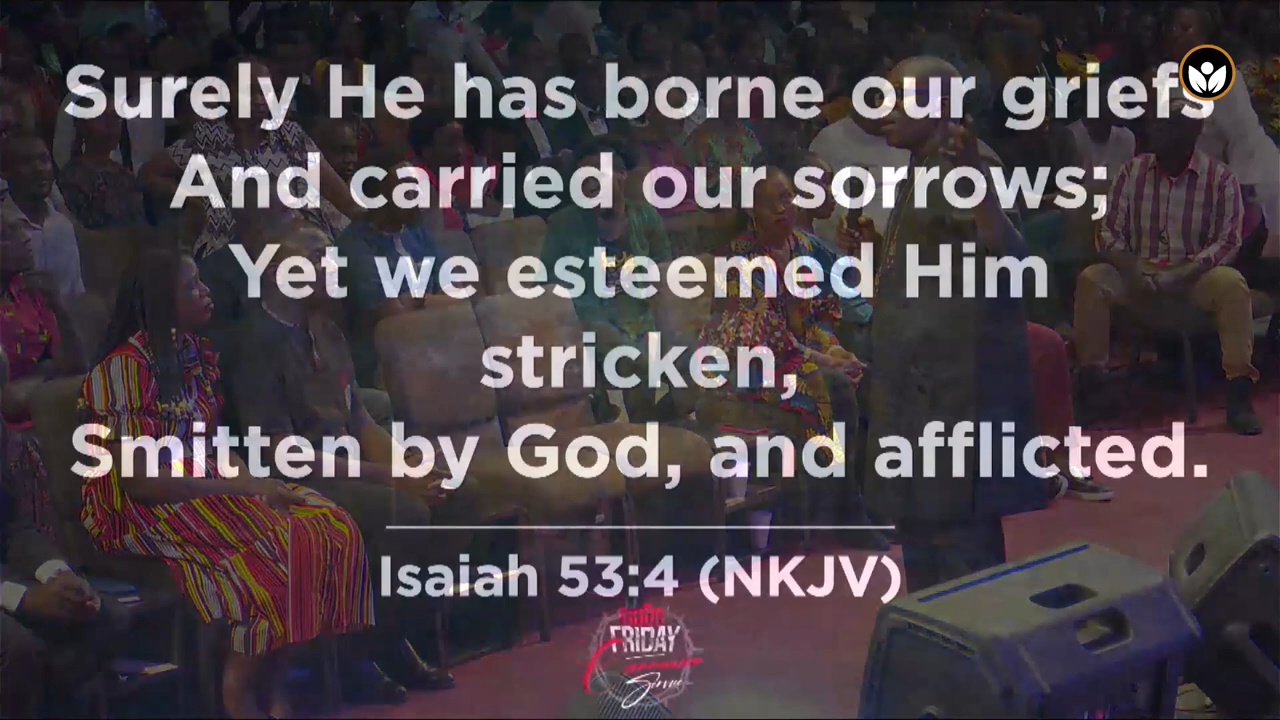 Surely He has borne our griefs
And carried our sorrows;
Yet we esteemed Him
stricken,
Smitten by God, and afflicted.
Isaiah 53:4 (NKJV)
FRIDAY